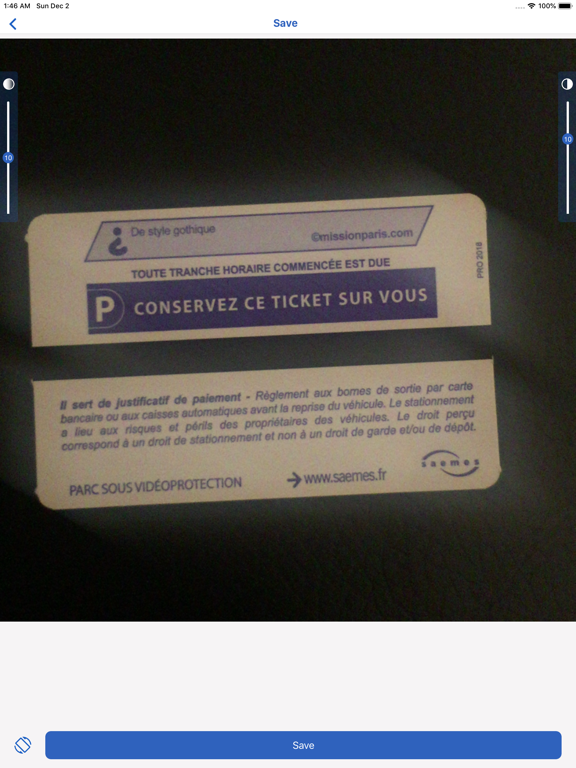 1:46 AM Sun Dec 2
100%
Save
10
10
De style gothique
©missionparis.com
TOUTE TRANCHE HORAIRE COMMENCÉE EST DUE
P CONSERVEZ CE TICKET SUR VOUS
PRO 2018
Il sert de justificatif de paiement - Règlement aux bornes de sortie par carte
bancaire ou aux caisses automatiques avant la reprise du véhicule. Le stationnement
a lieu aux risques et périls des propriétaires des véhicules. Le droit perçu
correspond à un droit de stationnement et non à un droit de garde et/ou de dépôt.
saemes
PARC SOUS VIDÉOPROTECTION
www.saemes.fr
Save